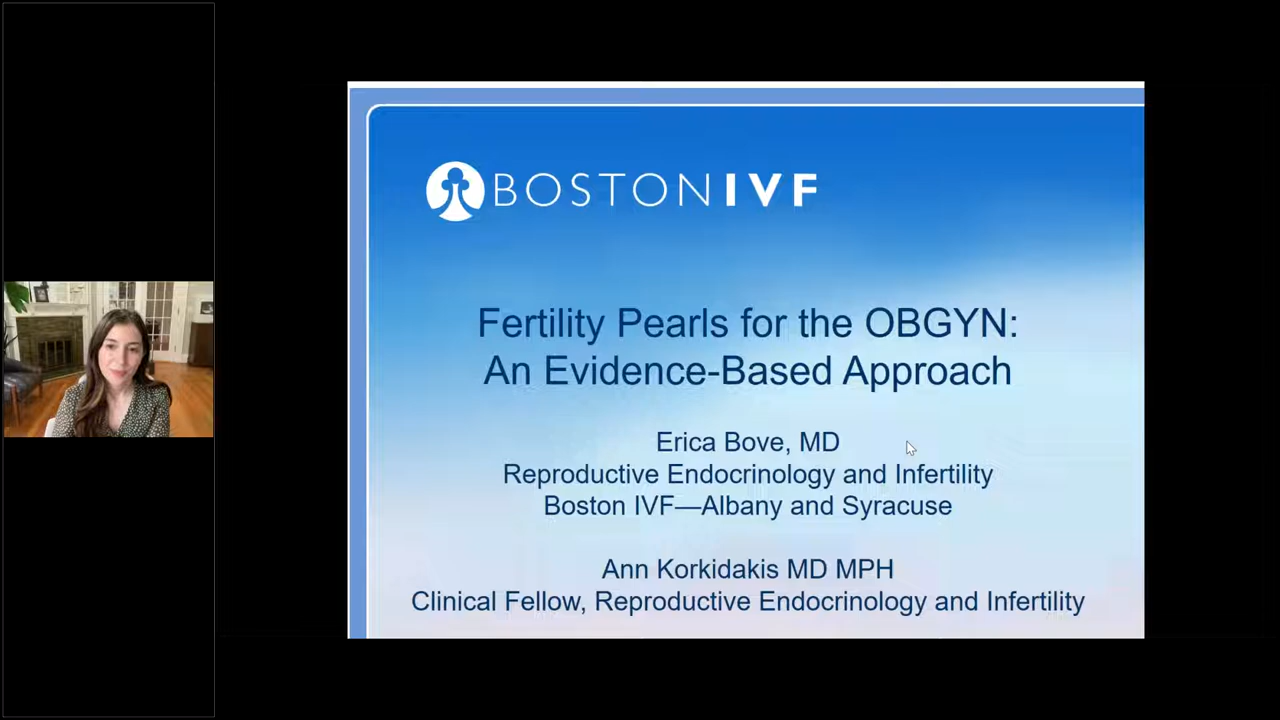 BOSTON IVF
Fertility Pearls for the OBGYN:
An Evidence-Based Approach
Erica Bove, MD
Reproductive Endocrinology and Infertility
Boston IVF—Albany and Syracuse
Ann Korkidakis MD MPH
Clinical Fellow, Reproductive Endocrinology and Infertility